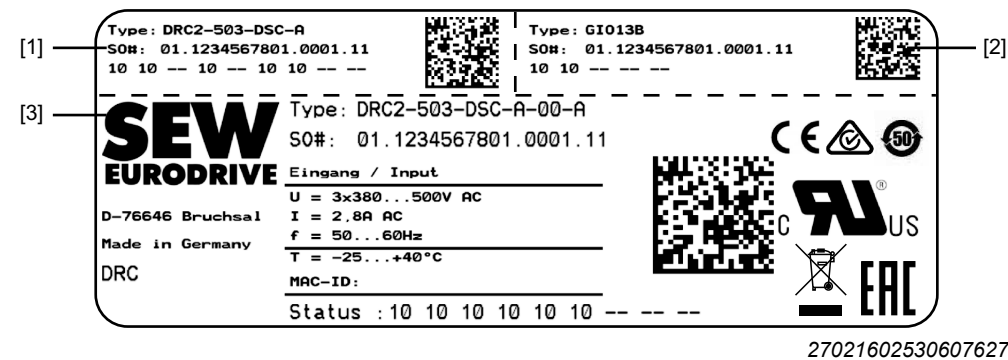 [1]
Type: DRC2-503-DSC-A
SO#: 01.1234567801.0001.11
10 10 -- 10 -- 10 10 -- --
Type: GIO13B
SO#: 01.1234567801.0001.11
10 10 -- -- --
[2]
[3]
SEW
EURODRIVE
D-76646 Bruchsal
Made in Germany
DRC
Type: DRC2-503-DSC-A-00-A
SO#: 01.1234567801.0001.11
Eingang / Input
U = 3x380...500V AC
I = 2,8A AC
f = 50...60Hz
T = -25...+40°C
MAC-ID:
Status :10 10 10 10 10 10 -- -- --
CE
50
C UR US
®
EAC
27021602530607627